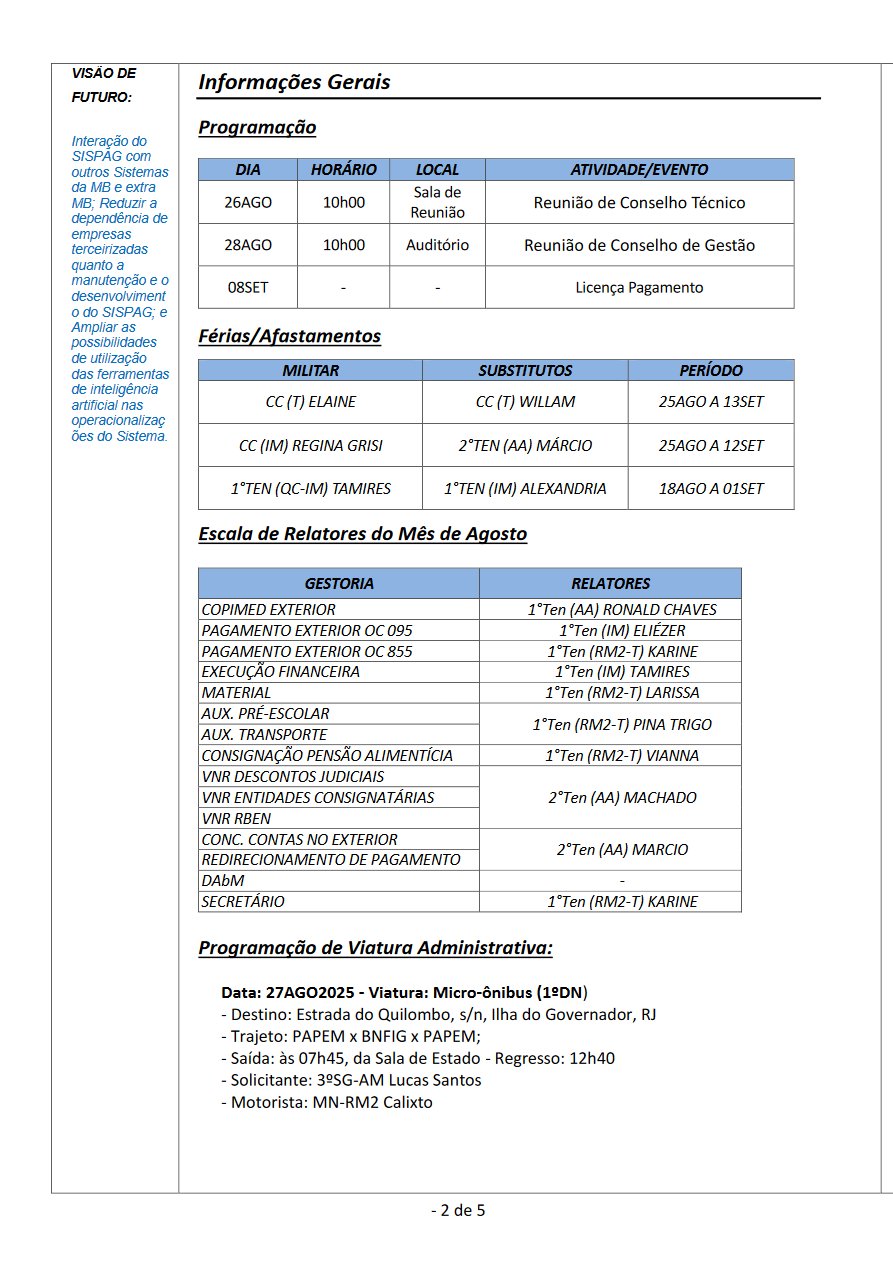 VISÃO DE
FUTURO:
Interação do
SISPAG com
outros Sistemas
da MB e extra
MB; Reduzir a
dependência de
empresas
terceirizadas
quanto a
manutenção e o
desenvolviment
o do SISPAG; e
Ampliar as
possibilidades
de utilização
das ferramentas
de inteligência
artificial nas
operacionalizaç
ões do Sistema.
Informações Gerais
Programação
DIA HORÁRIO LOCAL ATIVIDADE/EVENTO
26AGO 10h00 Sala de Reunião Reunião de Conselho Técnico
28AGO 10h00 Auditório Reunião de Conselho de Gestão
08SET - - Licença Pagamento
Férias/Afastamentos
MILITAR SUBSTITUTOS PERÍODO
CC (T) ELAINE CC (T) WILLAM 25AGO A 13SET
CC (IM) REGINA GRISI 2°TEN (AA) MÁRCIO 25AGO A 12SET
1°TEN (QC-IM) TAMIRES 1°TEN (IM) ALEXANDRIA 18AGO A 01SET
Escala de Relatores do Mês de Agosto
GESTORIA RELATORES
COPIMED EXTERIOR 1°Ten (AA) RONALD CHAVES
PAGAMENTO EXTERIOR OC 095 1°Ten (IM) ELIÉZER
PAGAMENTO EXTERIOR OC 855 1°Ten (RM2-T) KARINE
EXECUÇÃO FINANCEIRA 1°Ten (IM) TAMIRES
MATERIAL 1°Ten (RM2-T) LARISSA
AUX. PRÉ-ESCOLAR
AUX. TRANSPORTE
1°Ten (RM2-T) PINA TRIGO
CONSIGNAÇÃO PENSÃO ALIMENTÍCIA 1°Ten (RM2-T) VIANNA
VNR DESCONTOS JUDICIAIS
VNR ENTIDADES CONSIGNATÁRIAS
VNR RBEN
2°Ten (AA) MACHADO
CONC. CONTAS NO EXTERIOR
REDIRECIONAMENTO DE PAGAMENTO
2°Ten (AA) MARCIO
DAbM -
SECRETÁRIO 1°Ten (RM2-T) KARINE
Programação de Viatura Administrativa:
Data: 27AGO2025 - Viatura: Micro-ônibus (1ºDN)
- Destino: Estrada do Quilombo, s/n, Ilha do Governador, RJ
- Trajeto: PAPEM x BNFIG x PAPEM;
- Saída: às 07h45, da Sala de Estado - Regresso: 12h40
- Solicitante: 3ºSG-AM Lucas Santos
- Motorista: MN-RM2 Calixto
- 2 de 5